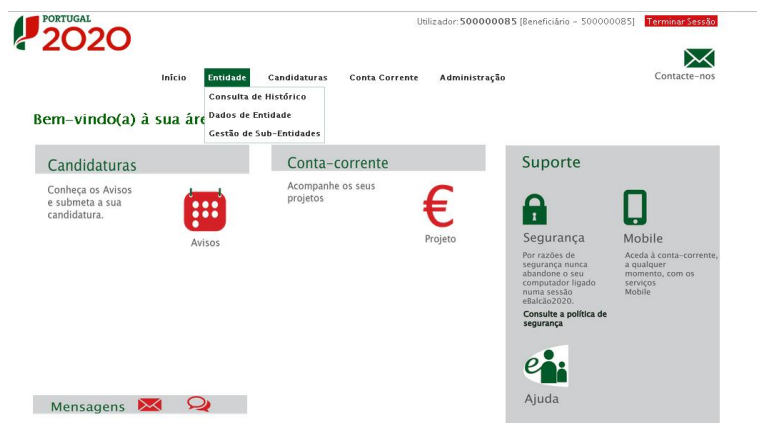 PORTUGAL
2020
Utilizador: 500000085 [Beneficiário - 500000085] Terminar Sessão
Contacte-nos
Início Entidade Candidaturas Conta Corrente Administração
Consulta de Histórico
Dados de Entidade
Gestão de Sub-Entidades
Bem-vindo(a) à sua áre
Candidaturas
Conheça os Avisos
e submeta a sua
candidatura.
Avisos
Conta-corrente
Acompanhe os seus
projetos
€
Projeto
Suporte
Segurança
Por razões de
segurança nunca
abandone o seu
computador ligado
numa sessão
eBalcão2020.
Consulte a política de
segurança
Mobile
Aceda à conta-corrente,
a qualquer
momento, com os
serviços
Mobile
Ajuda
Mensagens